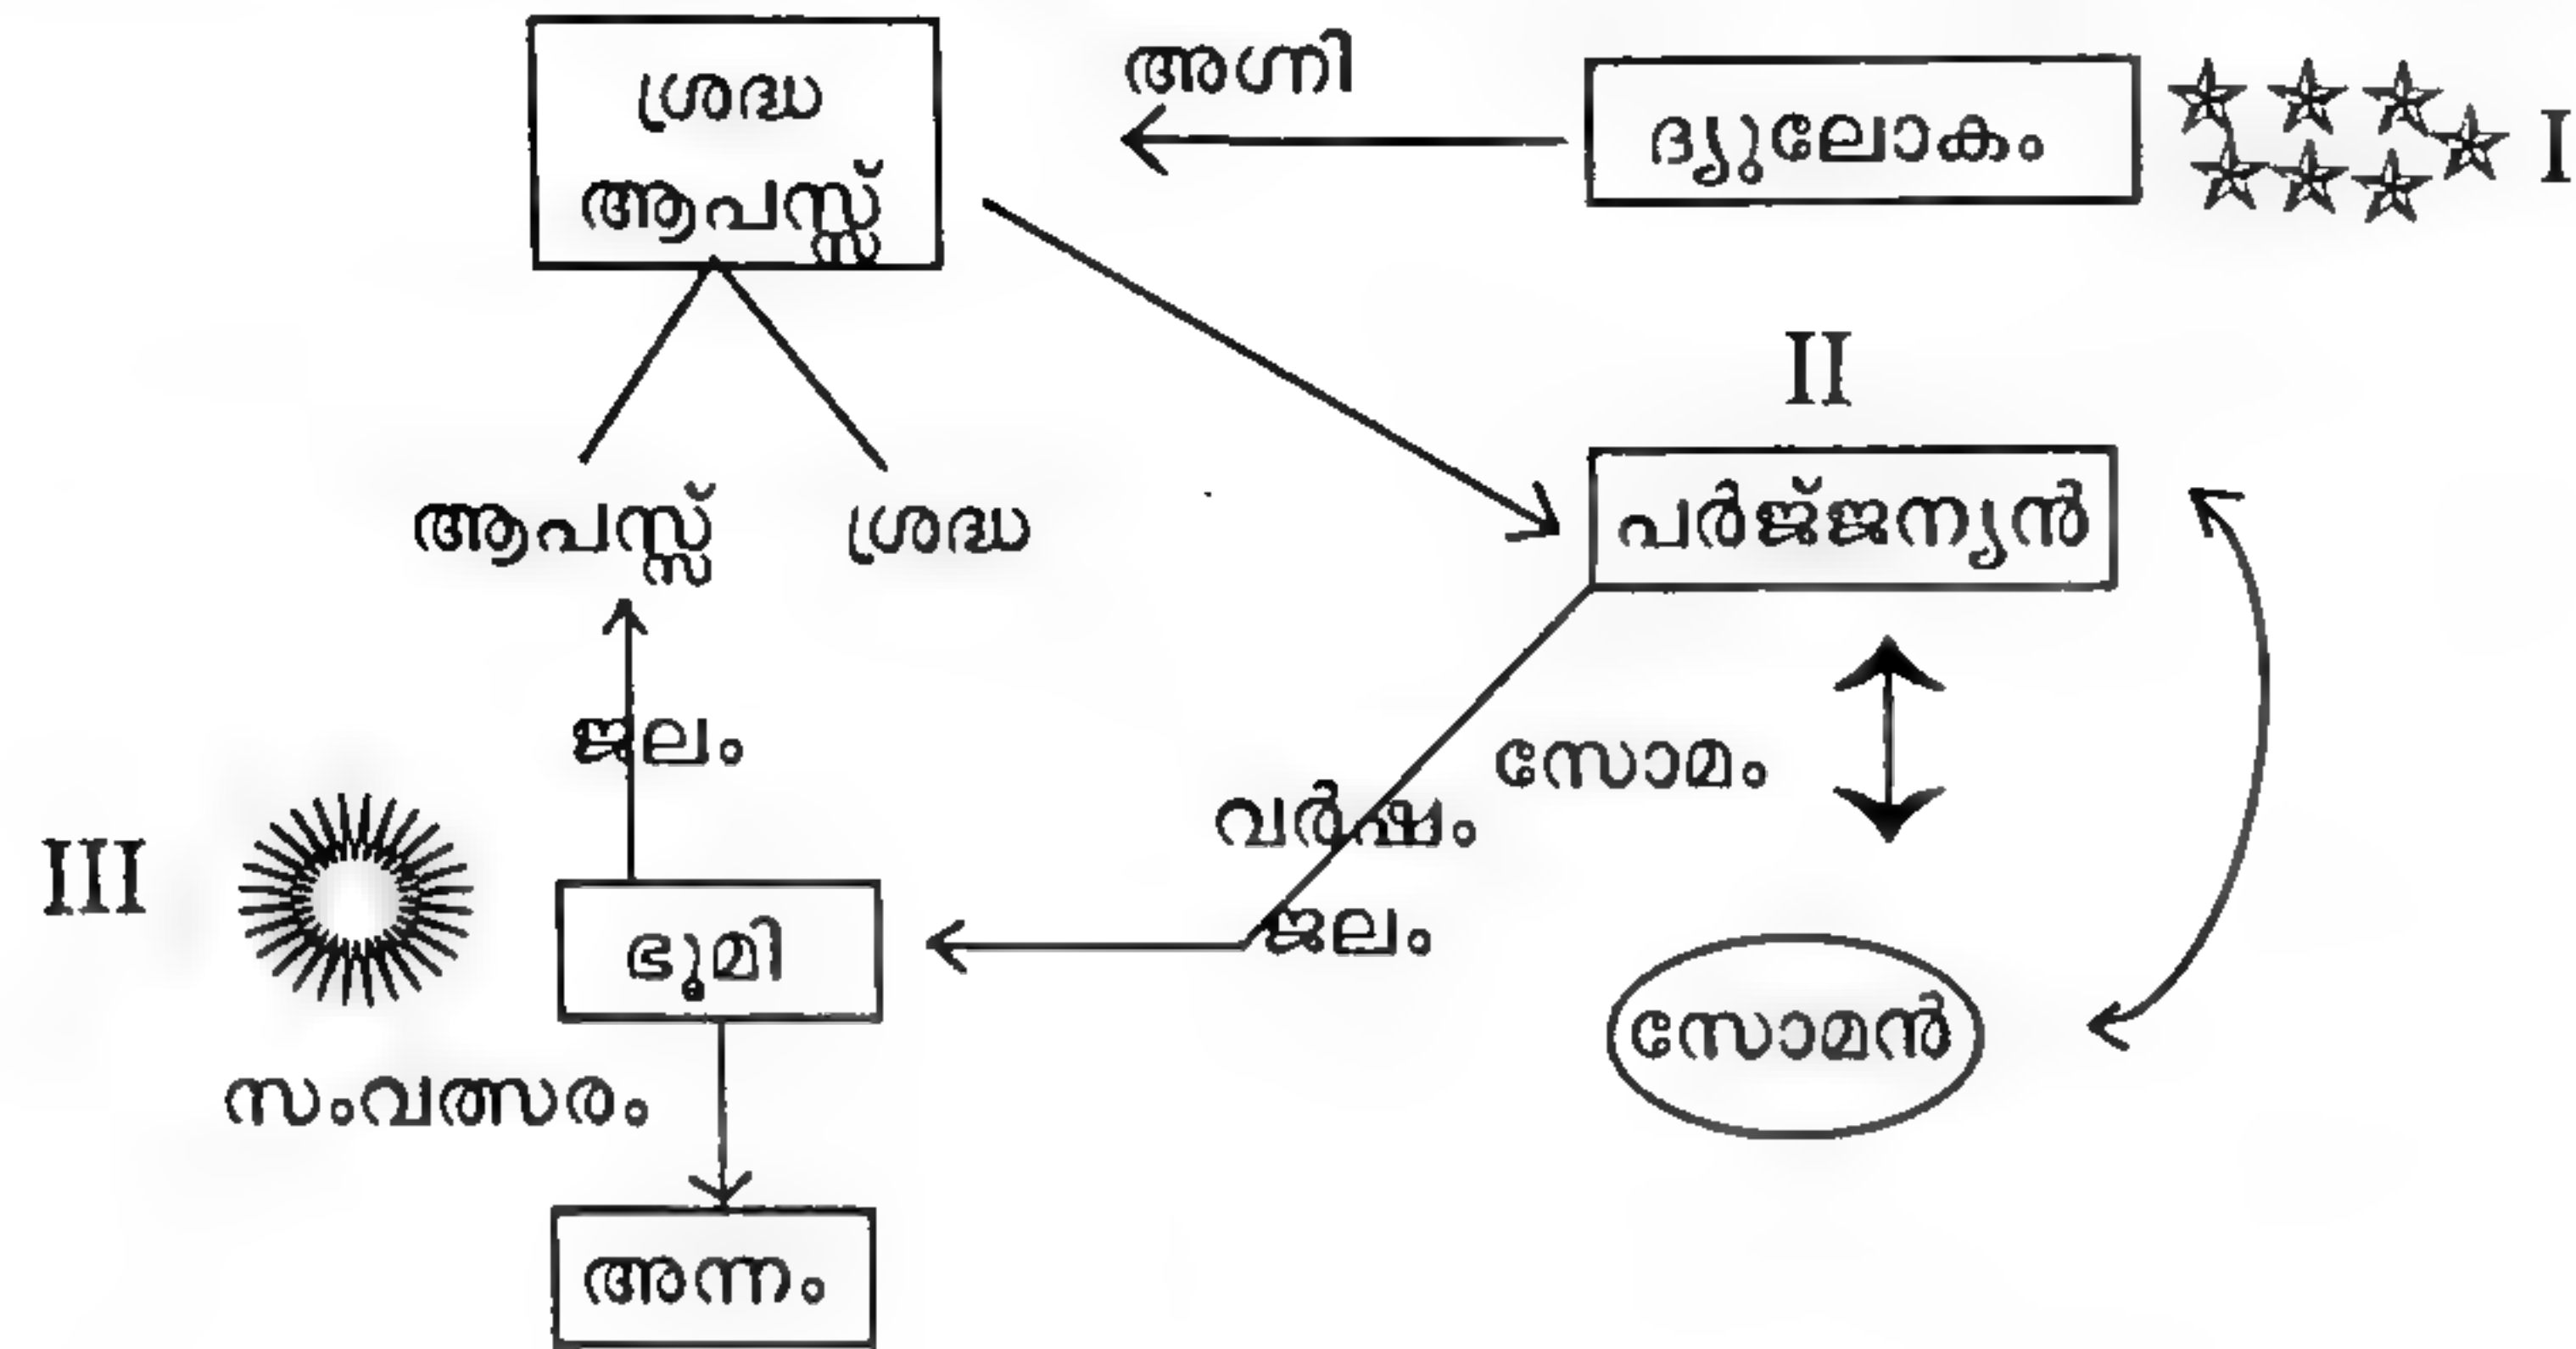 ശ്രദ്ധ
ആപസ്സ്
അഗ്നി
ദ്യുലോകം
I
II
ആപസ്സ്
ശ്രദ്ധ
പർജ്ജന്യൻ
ജലം
സോമം
വർഷം
ജലം
III
ഭൂമി
സോമൻ
സംവത്സരം
അന്നം